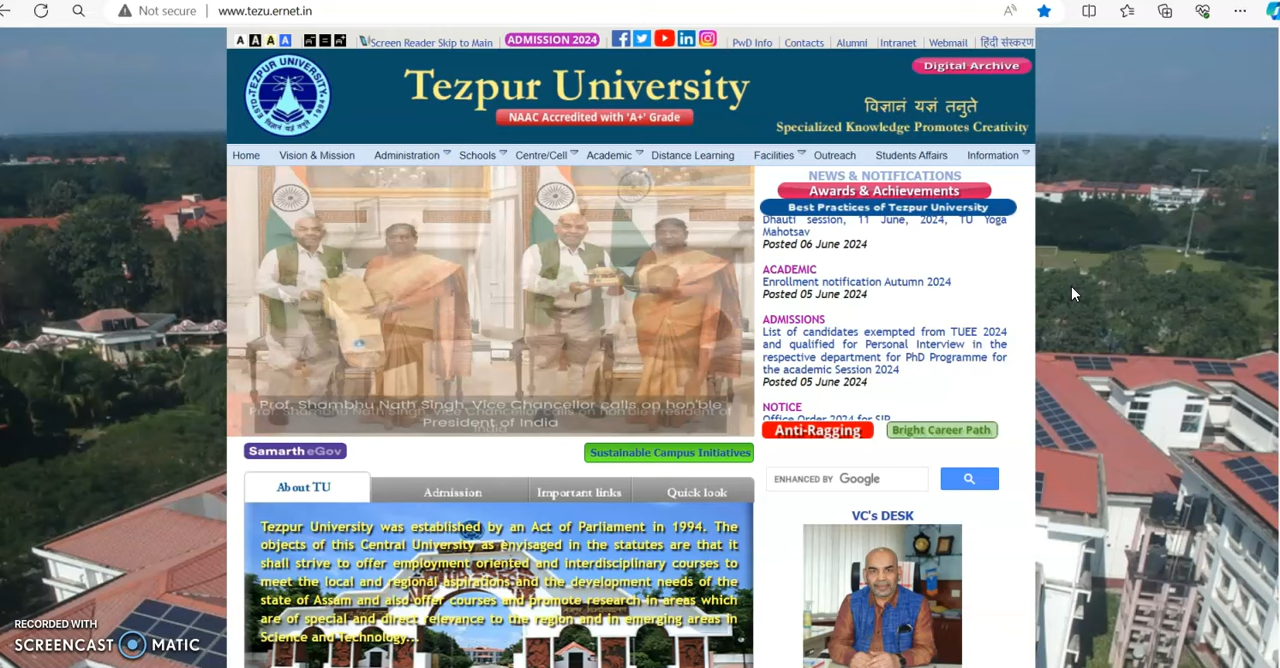 Not secure
www.tezu.ernet.in
A A A A
Screen Reader Skip to Main
ADMISSION 2024
PwD Info
Contacts
Alumni
Intranet
Webmail
हिंदी संस्करण
TEZPUR UNIVERSITY
Tezpur University
NAAC Accredited with 'A+' Grade
Digital Archive
विज्ञानं यज्ञं तनुते
Specialized Knowledge Promotes Creativity
Home
Vision & Mission
Administration
Schools
Centre/Cell
Academic
Distance Learning
Facilities
Outreach
Students Affairs
Information
Prof. Shambhu Nath Singh, Vice Chancellor calls on hon'ble
President of India
NEWS & NOTIFICATIONS
Awards & Achievements
Best Practices of Tezpur University
Dhauti session, 11 June, 2024, TU Yoga
Mahotsav
Posted 06 June 2024
ACADEMIC
Enrollment notification Autumn 2024
Posted 05 June 2024
ADMISSIONS
List of candidates exempted from TUEE 2024
and qualified for Personal Interview in the
respective department for PhD Programme for
the academic Session 2024
Posted 05 June 2024
NOTICE
Office Order 2024 for SIP
Anti-Ragging
Bright Career Path
Samarth eGov
Sustainable Campus Initiatives
ENHANCED BY Google
About TU
Admission
Important links
Quick look
Tezpur University was established by an Act of Parliament in 1994. The
objects of this Central University as envisaged in the statutes are that it
shall strive to offer employment oriented and interdisciplinary courses to
meet the local and regional aspirations and the development needs of the
state of Assam and also offer courses and promote research in areas which
are of special and direct relevance to the region and in emerging areas in
Science and Technology...
VC's DESK
RECORDED WITH
SCREENCAST MATIC